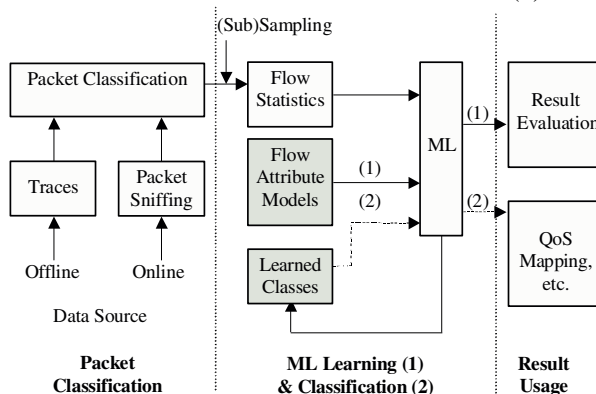 (Sub)Sampling
Packet Classification
Flow
Statistics
ML
(1)
Result
Evaluation
Traces
Packet
Sniffing
Flow
Attribute
Models
(1)
(2)
(2)
Learned
Classes
QoS
Mapping,
etc.
Offline
Online
Data Source
Packet
Classification
ML Learning (1)
& Classification (2)
Result
Usage